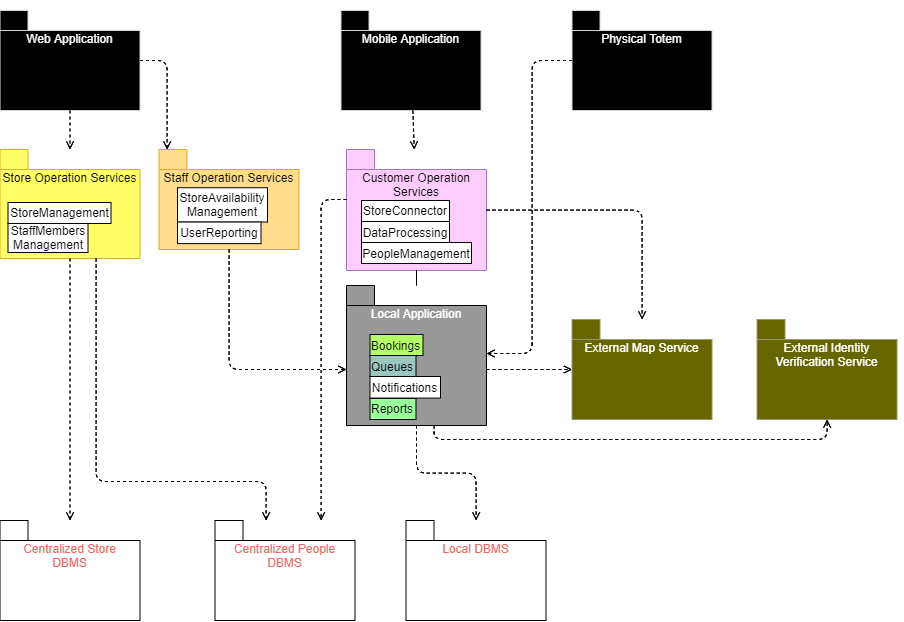 Web Application
Mobile Application
Physical Totem
Store Operation Services
StoreManagement
StaffMembers
Management
Staff Operation Services
StoreAvailability
Management
UserReporting
Customer Operation
Services
StoreConnector
DataProcessing
PeopleManagement
Local Application
Bookings
Queues
Notifications
Reports
External Map Service
External Identity
Verification Service
Centralized Store
DBMS
Centralized People
DBMS
Local DBMS